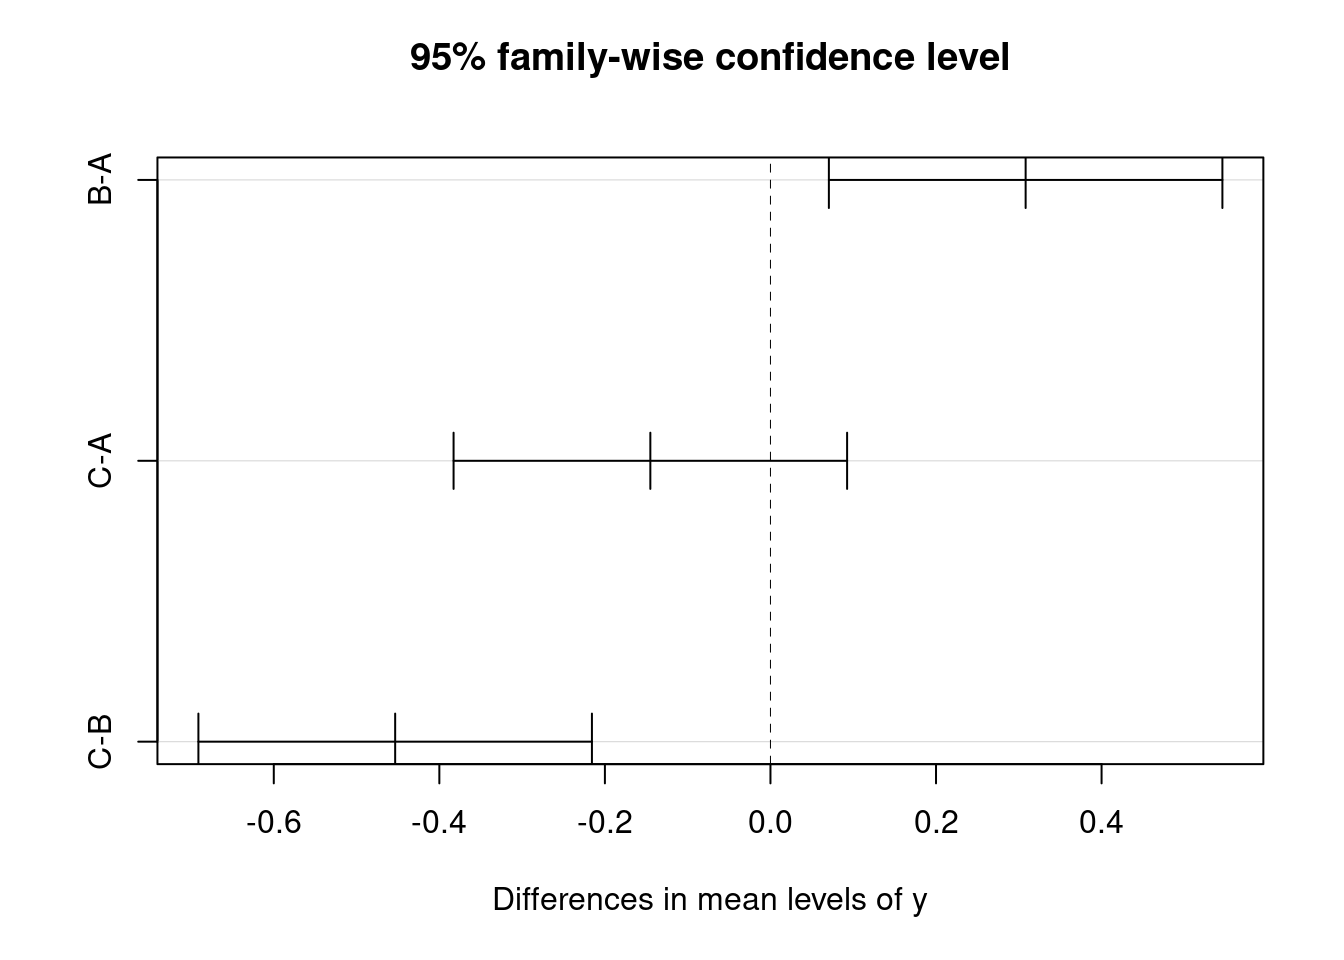 95% family-wise confidence level
B-A
C-A
C-B
-0.6 -0.4 -0.2 0.0 0.2 0.4
Differences in mean levels of y